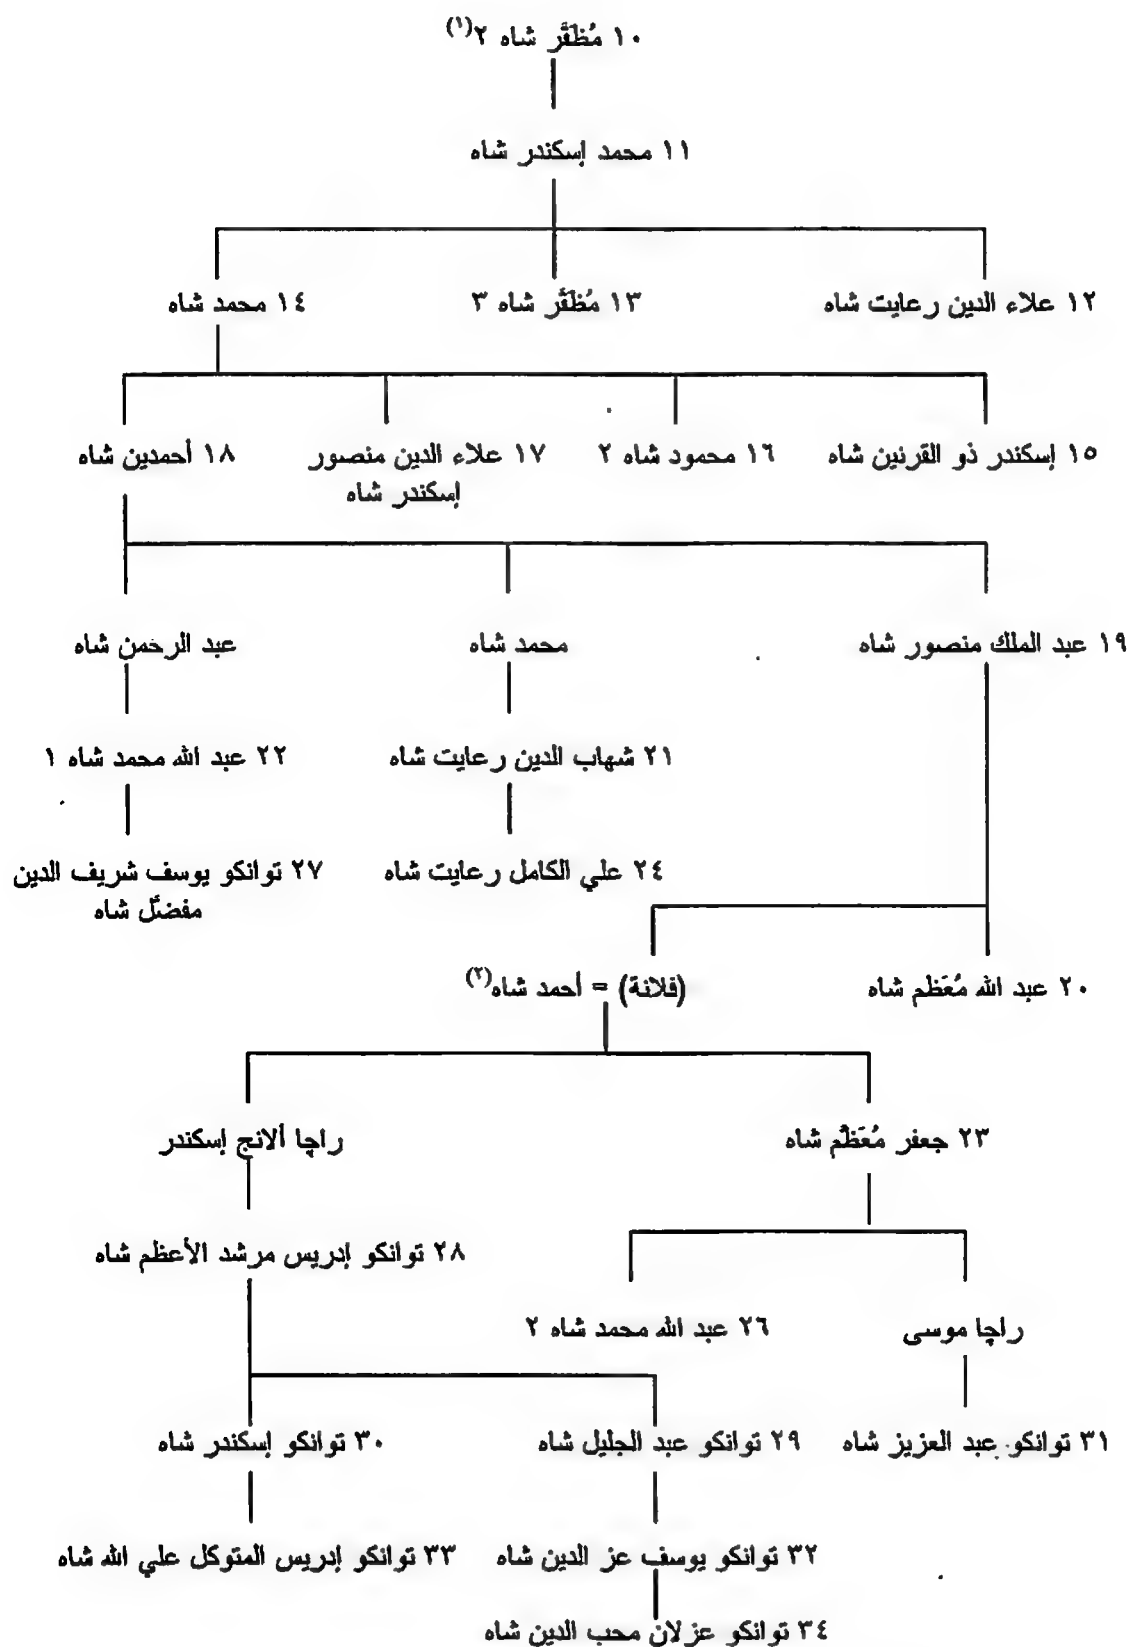 ١٠ مُظَفَّر شاه ٢(١)
١١ محمد إسكندر شاه
١٢ علاء الدين رعايت شاه
١٣ مُظَفَّر شاه ٣
١٤ محمد شاه
١٥ إسكندر ذو القرنين شاه
١٦ محمود شاه ٢
١٧ علاء الدين منصور
إسكندر شاه
١٨ أحمدين شاه
١٩ عبد الملك منصور شاه
محمد شاه
عبد الرحمن شاه
٢١ شهاب الدين رعايت شاه
٢٢ عبد الله محمد شاه ١
٢٤ علي الكامل رعايت شاه
٢٧ توانكو يوسف شريف الدين
مفضَّل شاه
٢٠ عبد الله مُعَظم شاه
(فلانة) = أحمد شاه(٢)
٢٣ جعفر مُعَظَّم شاه
راچا ألانج إسكندر
٢٨ توانكو إدريس مرشد الأعظم شاه
راچا موسى
٢٦ عبد الله محمد شاه ٢
٣١ توانكو عبد العزيز شاه
٢٩ توانكو عبد الجليل شاه
٣٠ توانكو إسكندر شاه
٣٢ توانكو يوسف عز الدين شاه
٣٣ توانكو إدريس المتوكل علي الله شاه
٣٤ توانكو عزلان محب الدين شاه